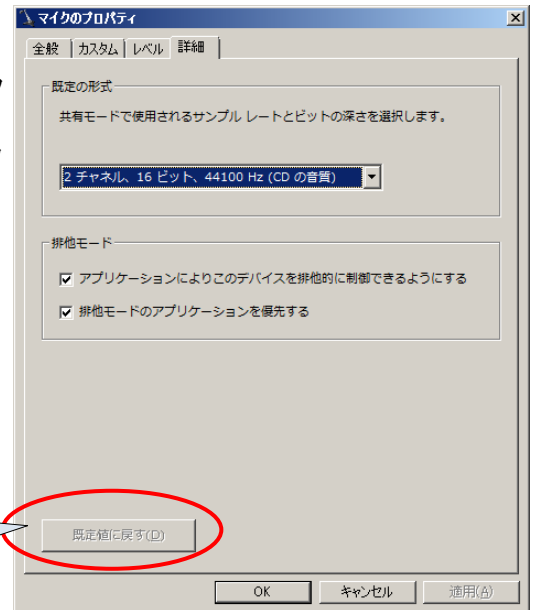 マイクのプロパティ
全般 カスタム レベル 詳細
既定の形式
共有モードで使用されるサンプル レートとビットの深さを選択します。
2 チャネル、16 ビット、44100 Hz (CD の音質)
排他モード
アプリケーションによりこのデバイスを排他的に制御できるようにする
排他モードのアプリケーションを優先する
既定値に戻す(D)
OK キャンセル 適用(A)